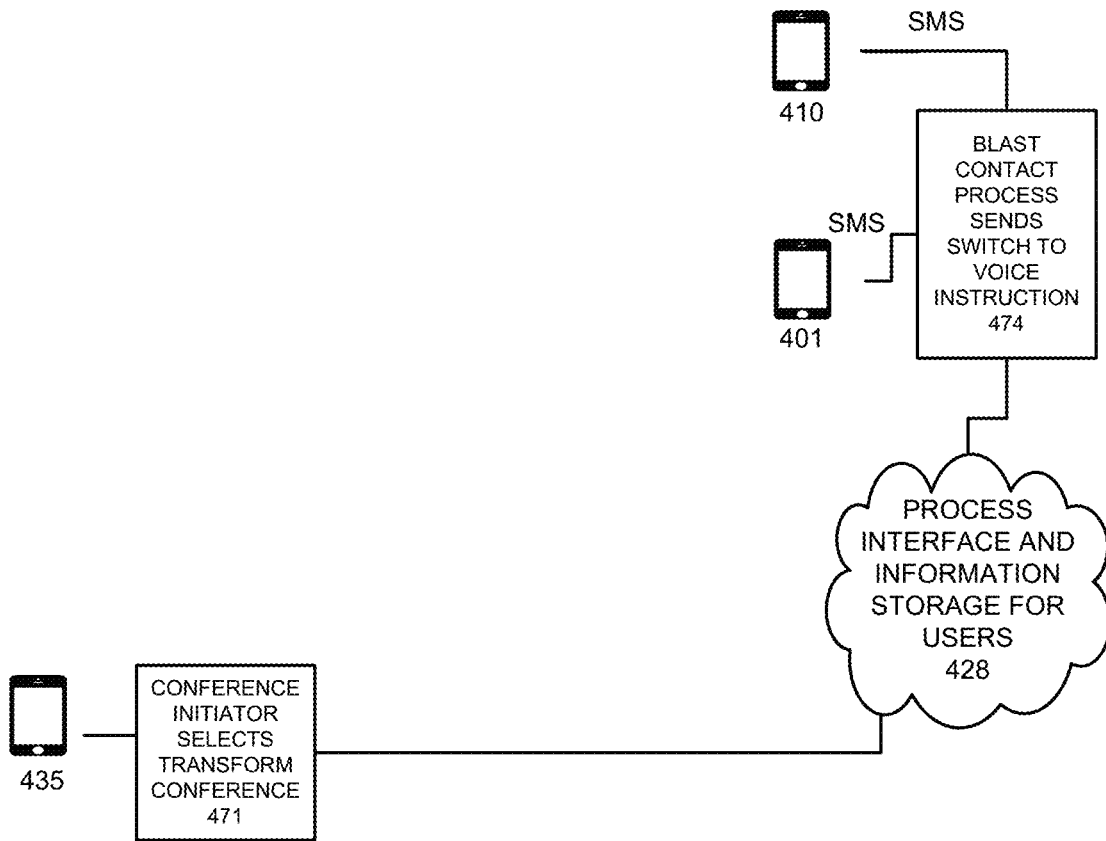 SMS
410
BLAST
CONTACT
PROCESS
SENDS
SWITCH TO
VOICE
INSTRUCTION
474
SMS
401
PROCESS
INTERFACE AND
INFORMATION
STORAGE FOR
USERS
428
CONFERENCE
INITIATOR
SELECTS
TRANSFORM
CONFERENCE
471
435